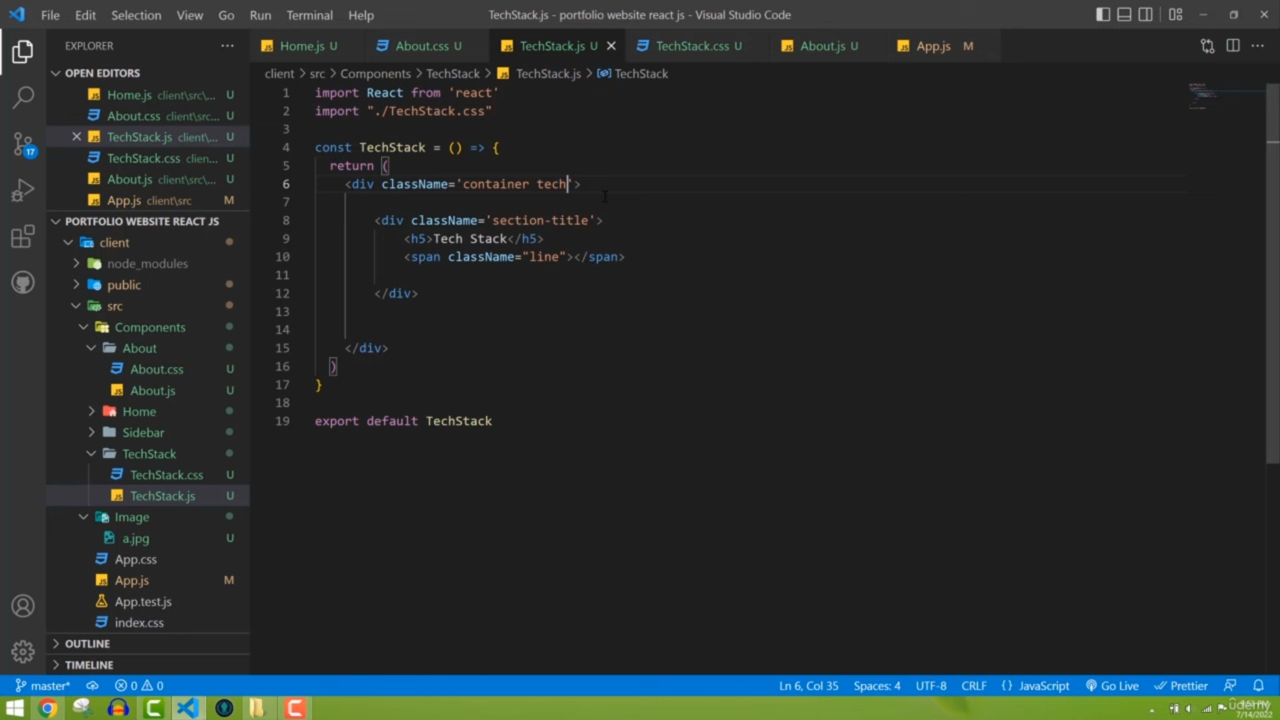 File Edit Selection View Go Run Terminal Help
TechStack.js - portfolio website react js - Visual Studio Code
EXPLORER
Home.js U
About.css U
TechStack.js U
TechStack.css U
About.js U
App.js M
client > src > Components > TechStack > TechStack.js > TechStack
OPEN EDITORS
Home.js client\src\... U
About.css client\src\... U
TechStack.js client\... U
TechStack.css clien... U
About.js client\src\... U
App.js client\src M
PORTFOLIO WEBSITE REACT JS
client
node_modules
public
src
Components
About
About.css U
About.js U
Home
Sidebar
TechStack
TechStack.css U
TechStack.js U
Image
a.jpg U
App.css
App.js M
App.test.js
index.css
OUTLINE
TIMELINE
17
1 import React from 'react'
2 import "./TechStack.css"
3
4 const TechStack = () => {
5 return (
6 <div className='container tech'>
7
8 <div className='section-title'>
9 <h5>Tech Stack</h5>
10 <span className="line"></span>
11
12 </div>
13
14
15 </div>
16 )
17 }
18
19 export default TechStack
master* 0 0 Ln 6, Col 35 Spaces: 4 UTF-8 CRLF {} JavaScript Go Live Prettier
Udemy
7/14/2022